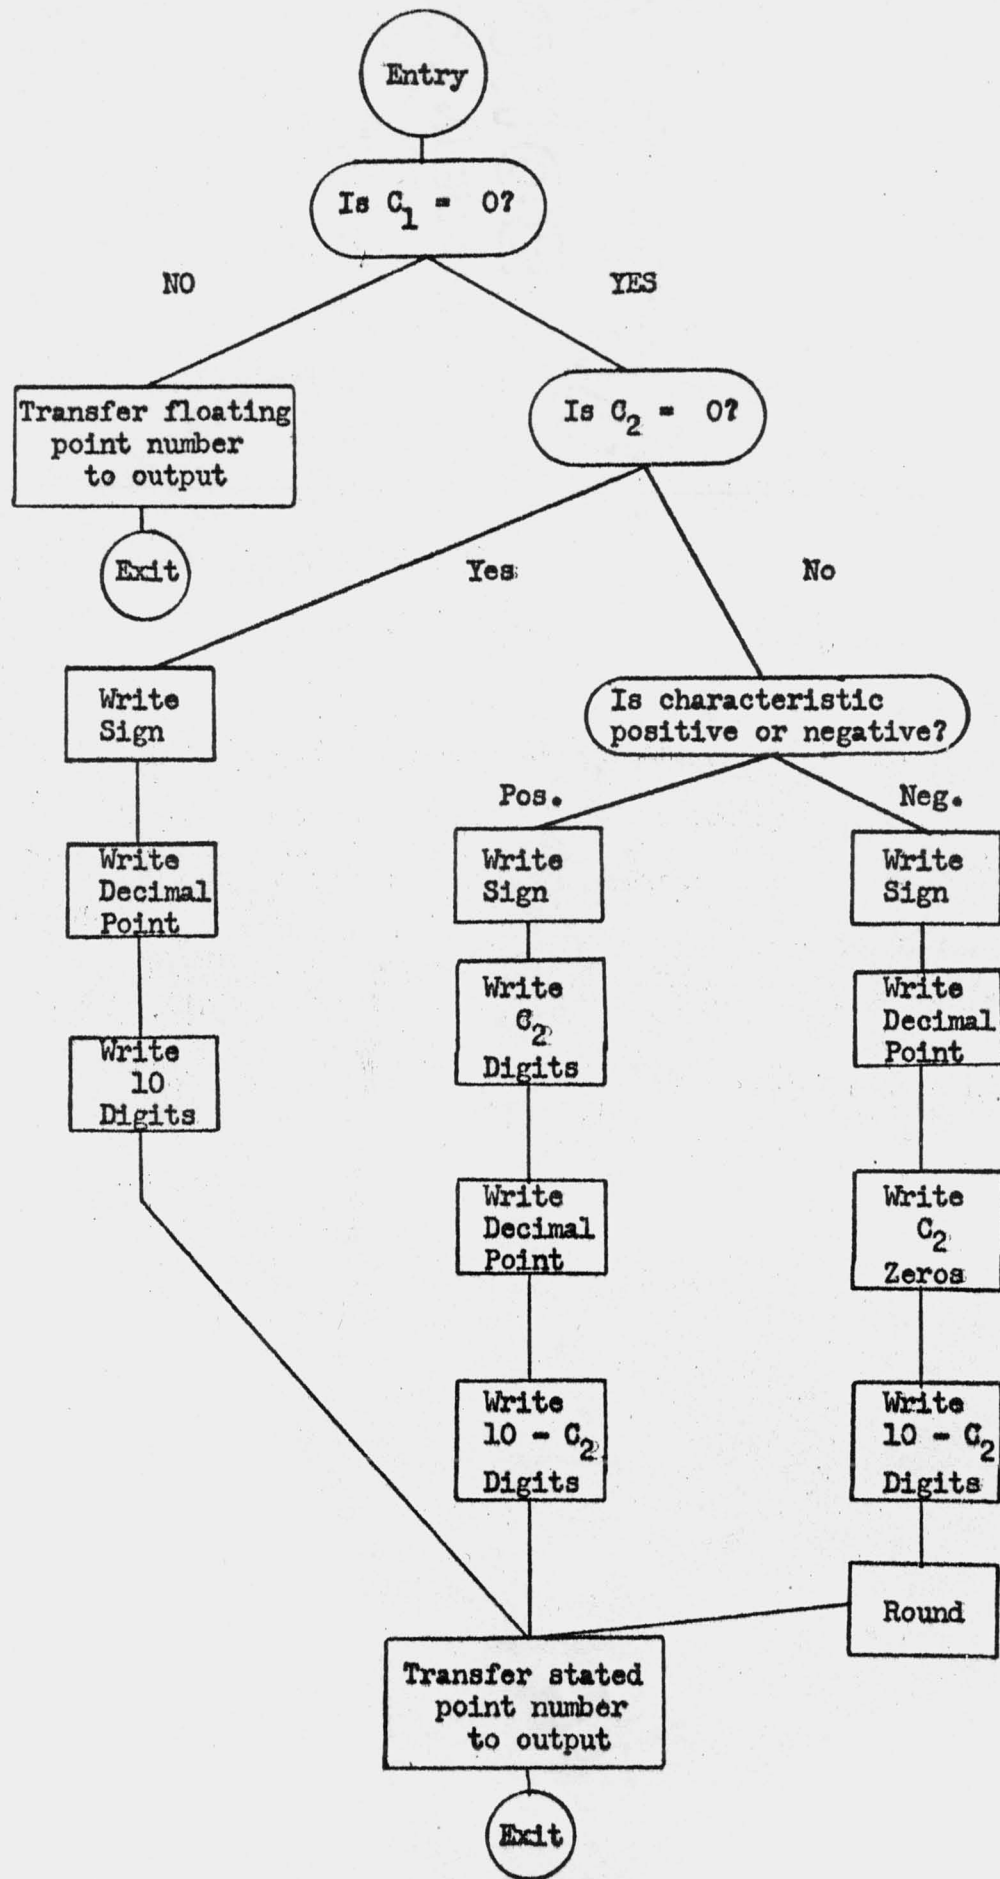 Entry
Is C1 = 0?
NO
YES
Transfer floating
point number
to output
Is C2 = 0?
Exit
Yes
No
Write
Sign
Is characteristic
positive or negative?
Pos.
Neg.
Write
Decimal
Point
Write
Sign
Write
Sign
Write
C2
Digits
Write
Decimal
Point
Write
10
Digits
Write
Decimal
Point
Write
C2
Zeros
Write
10 - C2
Digits
Write
10 - C2
Digits
Round
Transfer stated
point number
to output
Exit